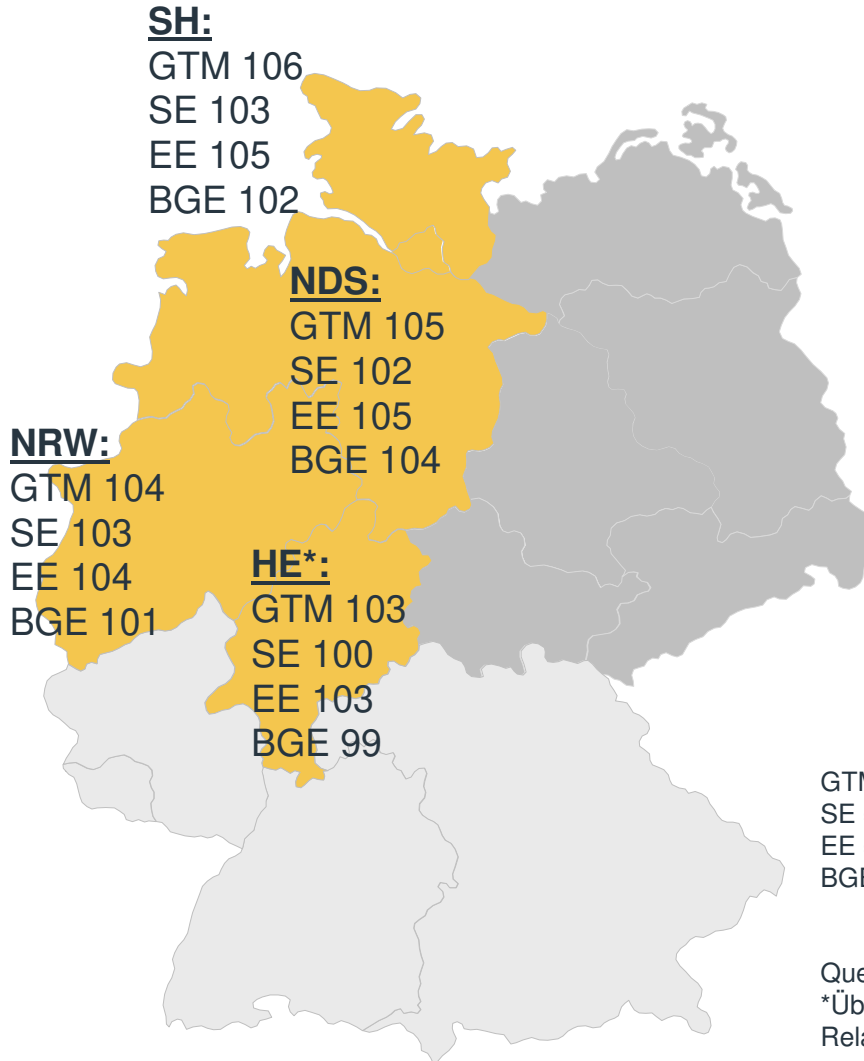 SH:
GTM 106
SE 103
EE 105
BGE 102
NDS:
GTM 105
SE 102
EE 105
BGE 104
NRW:
GTM 104
SE 103
EE 104
BGE 101
HE*:
GTM 103
SE 100
EE 103
BGE 99
SE
EE